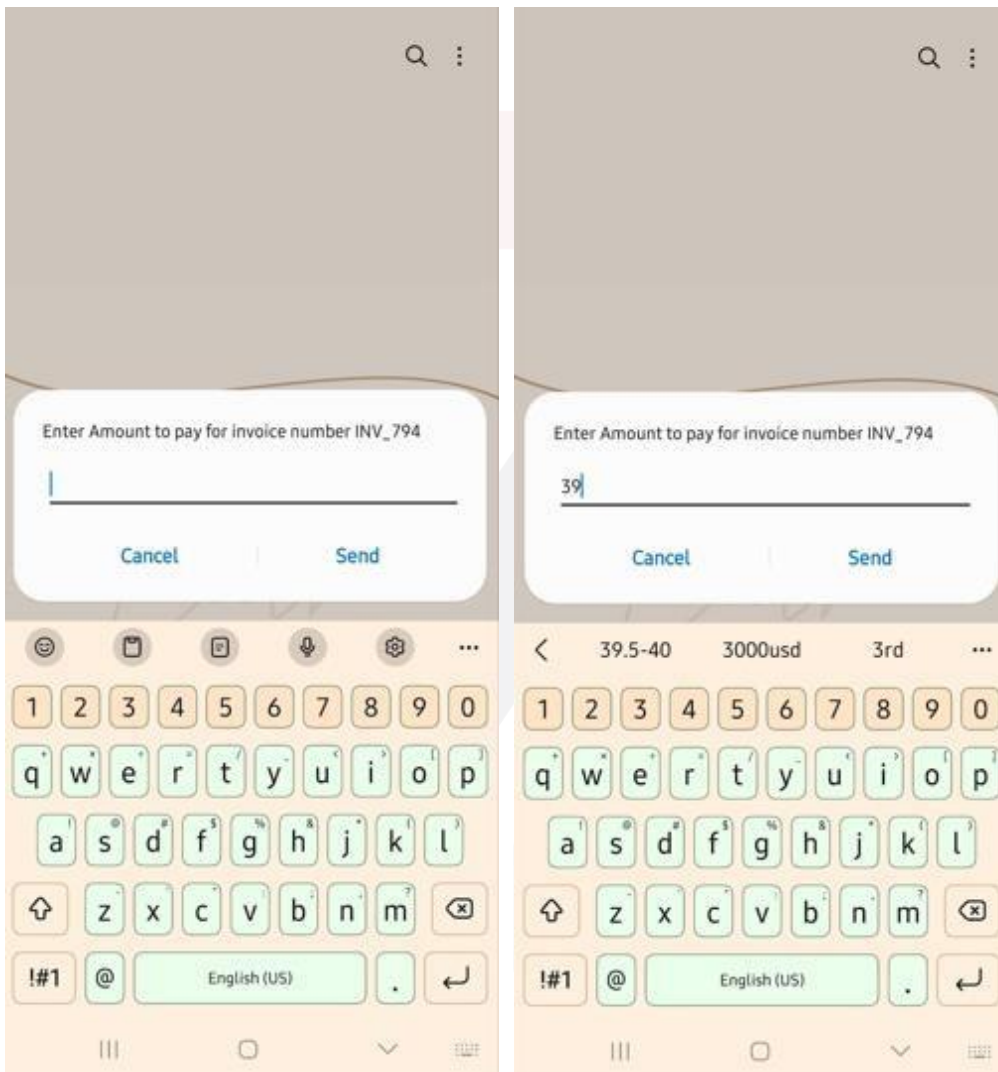 Enter Amount to pay for invoice number INV_794
Cancel Send
1 2 3 4 5 6 7 8 9 0
q w e r t y u i o p
a s d f g h j k l
z x c v b n m
!#1 @ English (US) .
Enter Amount to pay for invoice number INV_794
39
Cancel Send
39.5-40 3000usd 3rd
1 2 3 4 5 6 7 8 9 0
q w e r t y u i o p
a s d f g h j k l
z x c v b n m
!#1 @ English (US) .